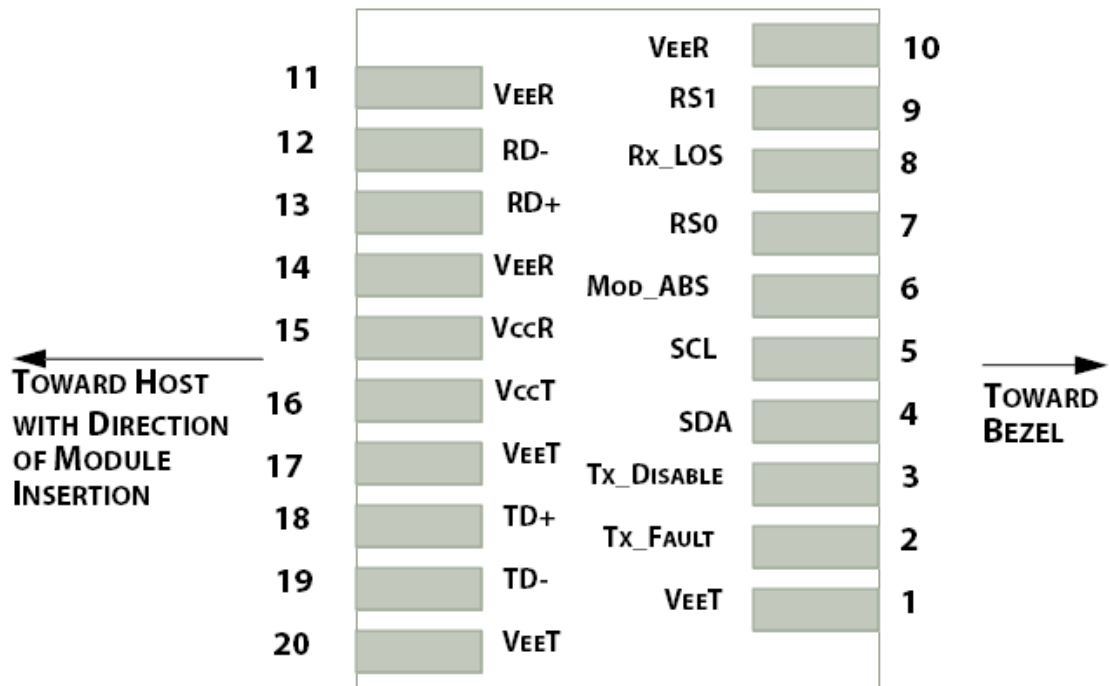 VEER 10
11 VEER
RS1 9
12 RD-
RX_LOS 8
13 RD+
RS0 7
14 VEER
MOD_ABS 6
15 VCCR
SCL 5
TOWARD HOST
WITH DIRECTION
OF MODULE
INSERTION
TOWARD
BEZEL
16 VCCT
SDA 4
17 VEET
TX_DISABLE 3
18 TD+
TX_FAULT 2
19 TD-
VEET 1
20 VEET